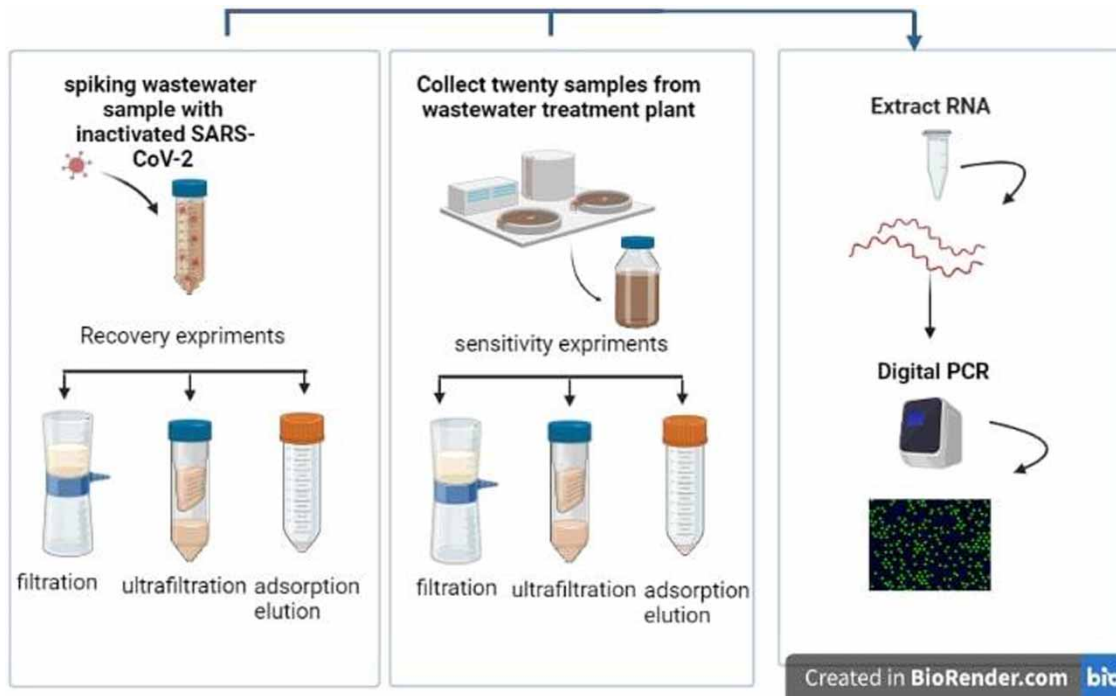 spiking wastewater
sample with
inactivated SARS-
CoV-2
Recovery expriments
filtration
ultrafiltration
adsorption
elution
Collect twenty samples from
wastewater treatment plant
sensitivity expriments
filtration
ultrafiltration
adsorption
elution
Extract RNA
Digital PCR
Created in BioRender.com
bio